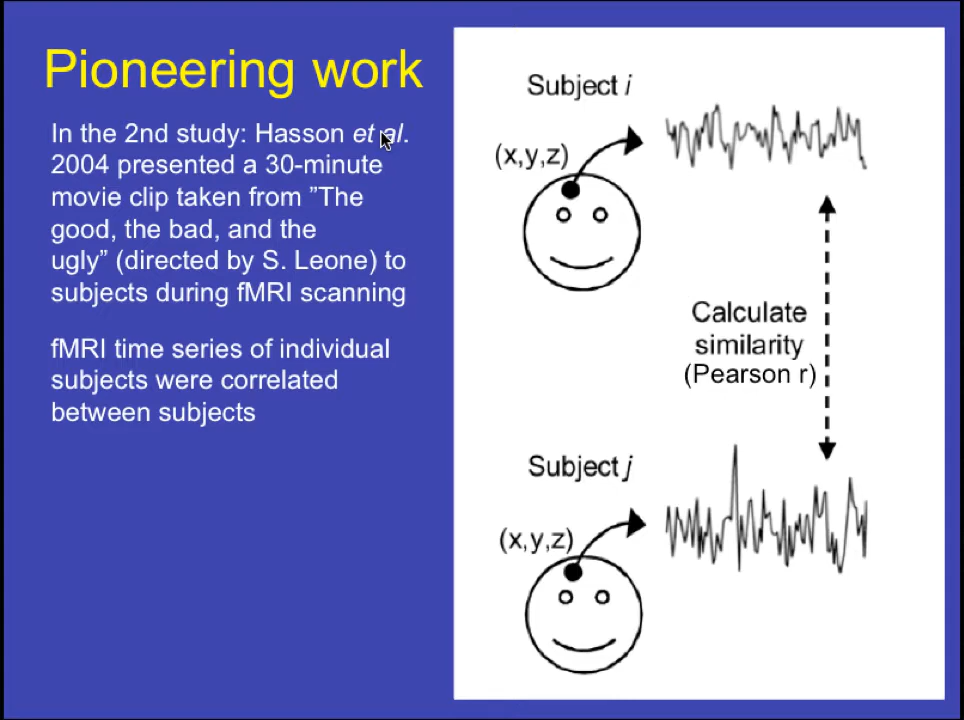 Pioneering work
In the 2nd study: Hasson et al.
2004 presented a 30-minute
movie clip taken from ”The
good, the bad, and the
ugly” (directed by S. Leone) to
subjects during fMRI scanning
fMRI time series of individual
subjects were correlated
between subjects
Subject i
(x,y,z)
Calculate
similarity
(Pearson r)
Subject j
(x,y,z)